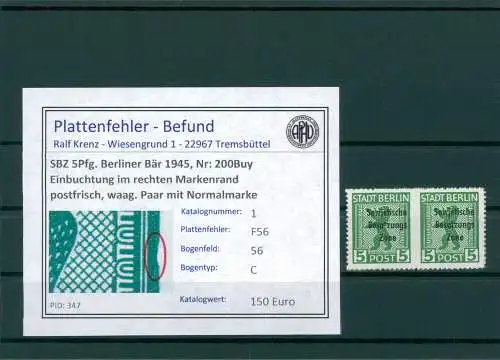 Plattenfehler - Befund
Ralf Krenz - Wiesengrund 1 - 22967 Tremsbüttel
SBZ 5Pfg. Berliner Bär 1945, Nr: 200Buy
Einbuchtung im rechten Markenrand
postfrisch, waag. Paar mit Normalmarke
Katalognummer: 1
Plattenfehler: F56
Bogenfeld: 56
Bogentyp: C
Katalogwert: 150 Euro
PID: 347
STADT BERLIN STADT BERLIN
Sowjetische Sowjetische
Besatzungs Besatzungs
Zone Zone
5 POST 5 5 POST 5